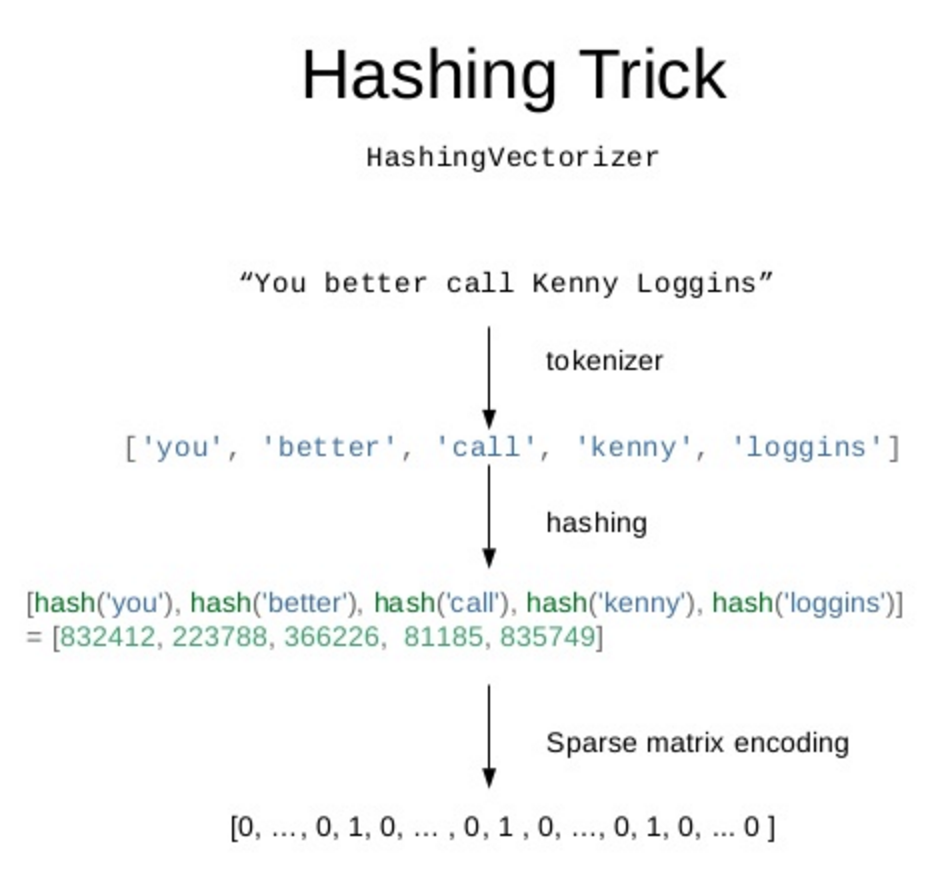 Hashing Trick
HashingVectorizer
“You better call Kenny Loggins”
tokenizer
['you', 'better', 'call', 'kenny', 'loggins']
hashing
[hash('you'), hash('better'), hash('call'), hash('kenny'), hash('loggins')]
= [832412, 223788, 366226, 81185, 835749]
Sparse matrix encoding
[0, …, 0, 1, 0, … , 0, 1 , 0, …, 0, 1, 0, … 0 ]